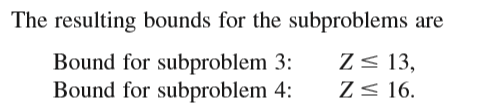 The resulting bounds for the subproblems are
Bound for subproblem 3: Z ≤ 13,
Bound for subproblem 4: Z ≤ 16.